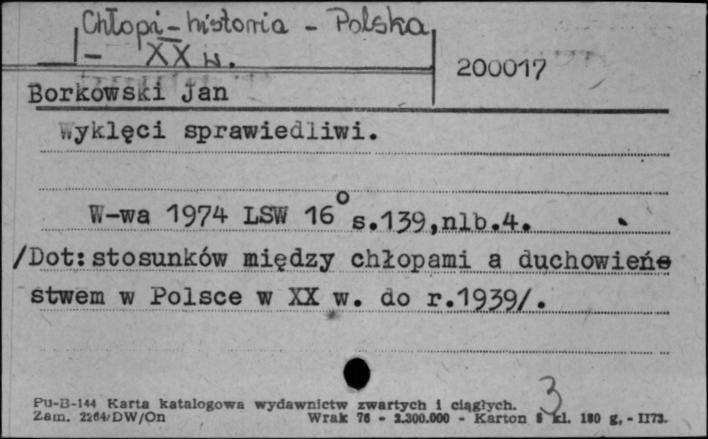 Chłopi - historia - Polska
- XX w.
200017
Borkowski Jan
Wyklęci sprawiedliwi.
W-wa 1974 LSW 16° s.139,nlb.4.
/Dot: stosunków między chłopami a duchowień
stwem w Polsce w XX w. do r.1939/.
3
Pu-B-144 Karta katalogowa wydawnictw zwartych i ciągłych.
Zam. 2264/DW/On Wrak 76 - 2.300.000 - Karton kl. 180 g, - II73.